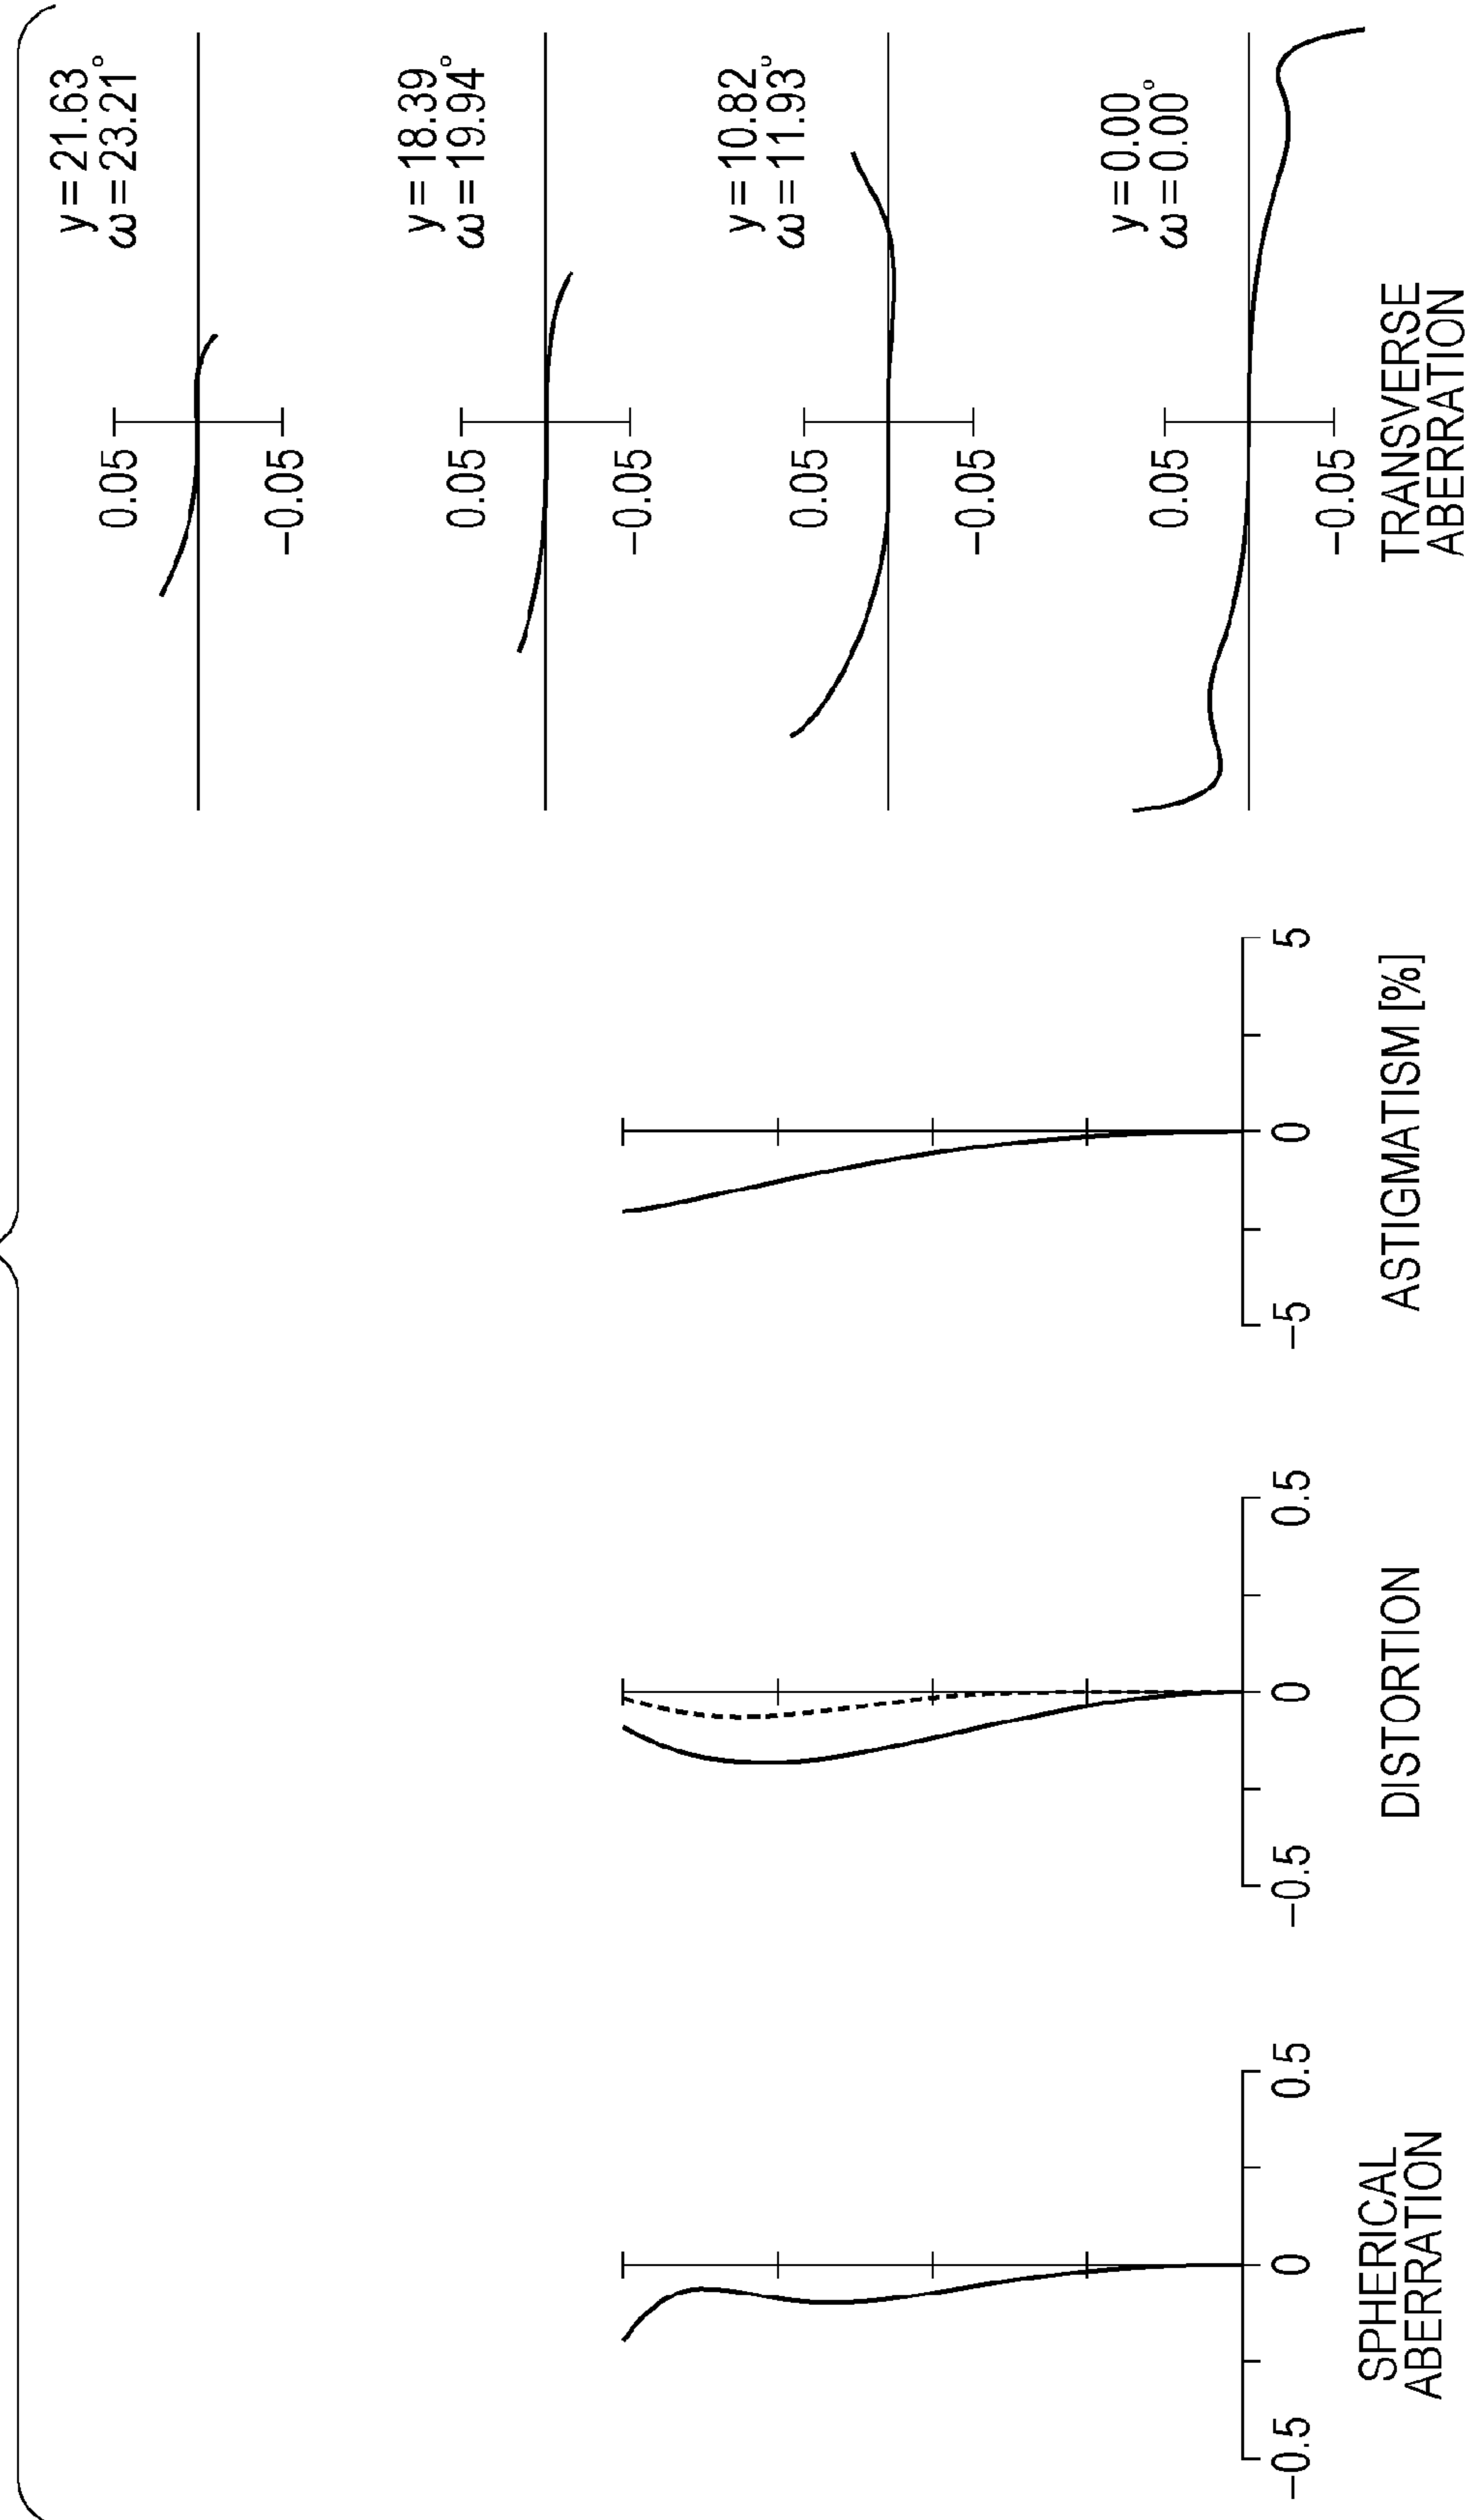 −0.5
0
0.5
SPHERICAL
ABERRATION
−0.5
0
0.5
DISTORTION
−5
0
5
ASTIGMATISM [%]
y=21.63
ω=23.21°
0.05
−0.05
y=18.39
ω=19.94°
0.05
−0.05
y=10.82
ω=11.93°
0.05
−0.05
y=0.00
ω=0.00°
0.05
−0.05
TRANSVERSE
ABERRATION